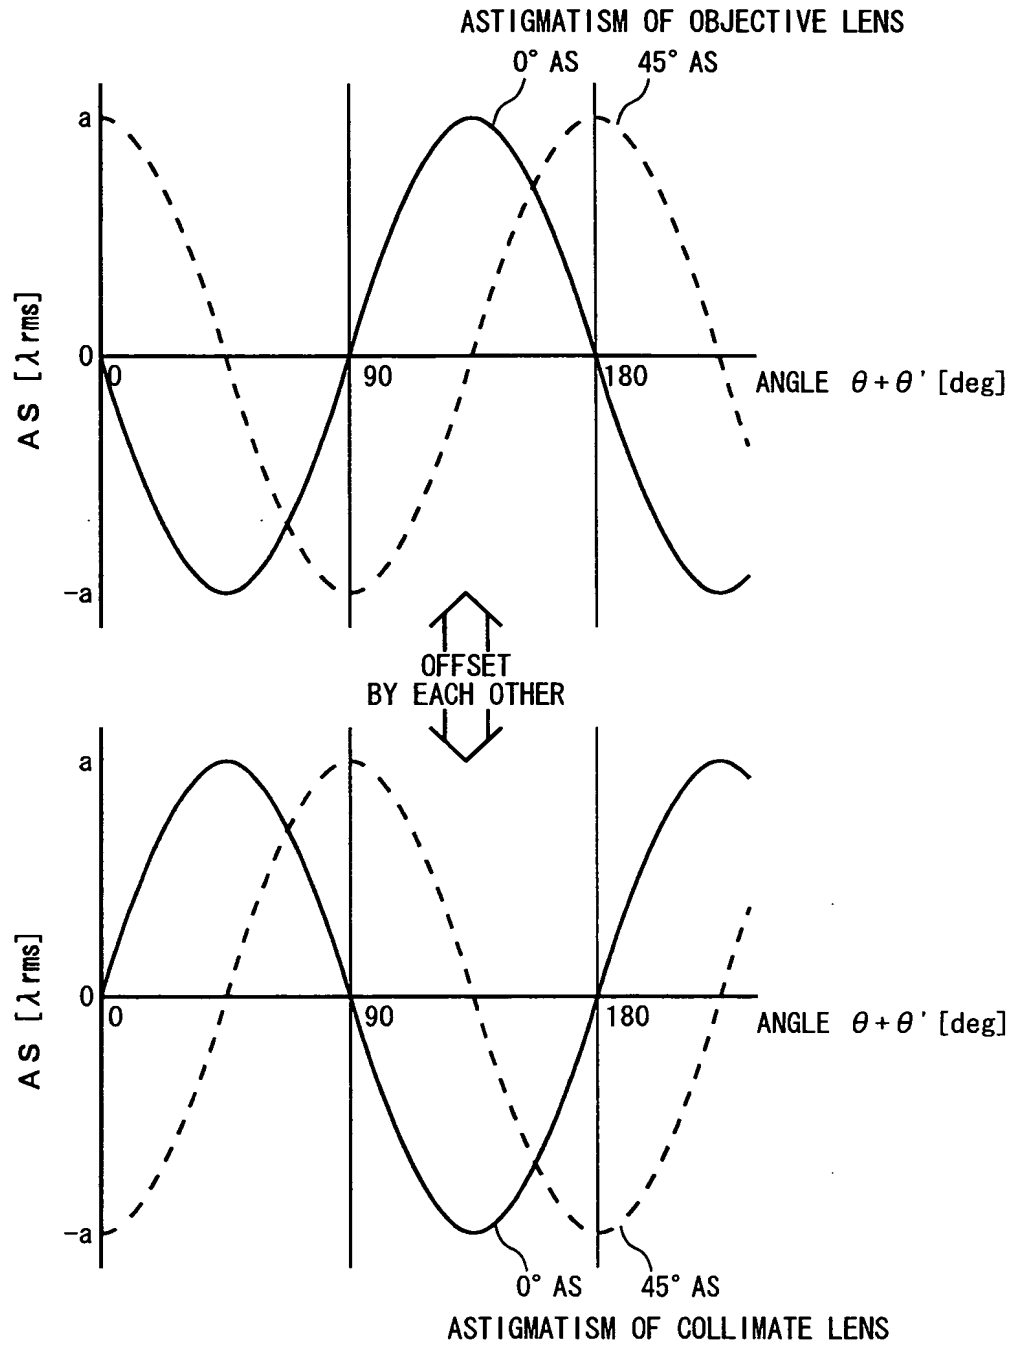 ASTIGMATISM OF OBJECTIVE LENS
0° AS 45° AS
a
AS [λrms]
0
0 90 180
ANGLE θ+θ' [deg]
-a
OFFSET
BY EACH OTHER
a
AS [λrms]
0
0 90 180
ANGLE θ+θ' [deg]
-a
0° AS 45° AS
ASTIGMATISM OF COLLIMATE LENS